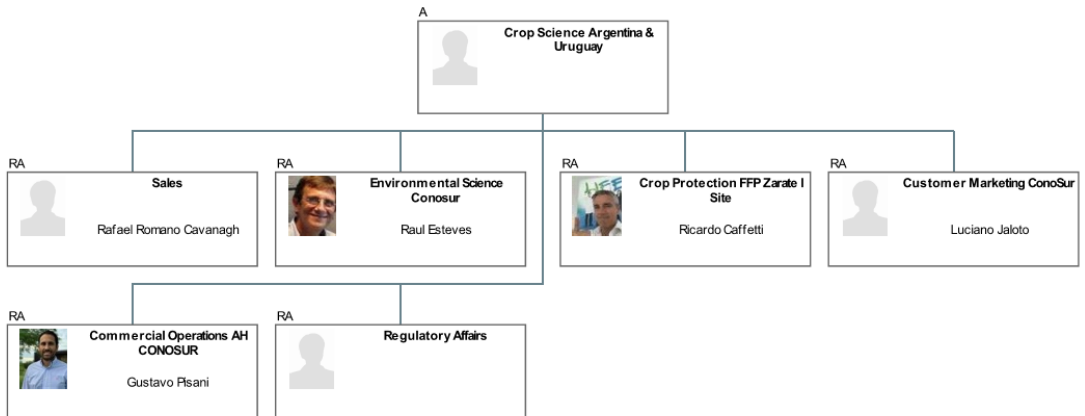 A
Crop Science Argentina &
Uruguay
RA
Sales
Rafael Romano Cavanagh
RA
Environmental Science
Conosur
Raul Esteves
RA
Crop Protection FFP Zarate I
Site
Ricardo Caffetti
RA
Customer Marketing ConoSur
Luciano Jaloto
RA
Commercial Operations AH
CONOSUR
Gustavo Pisani
RA
Regulatory Affairs